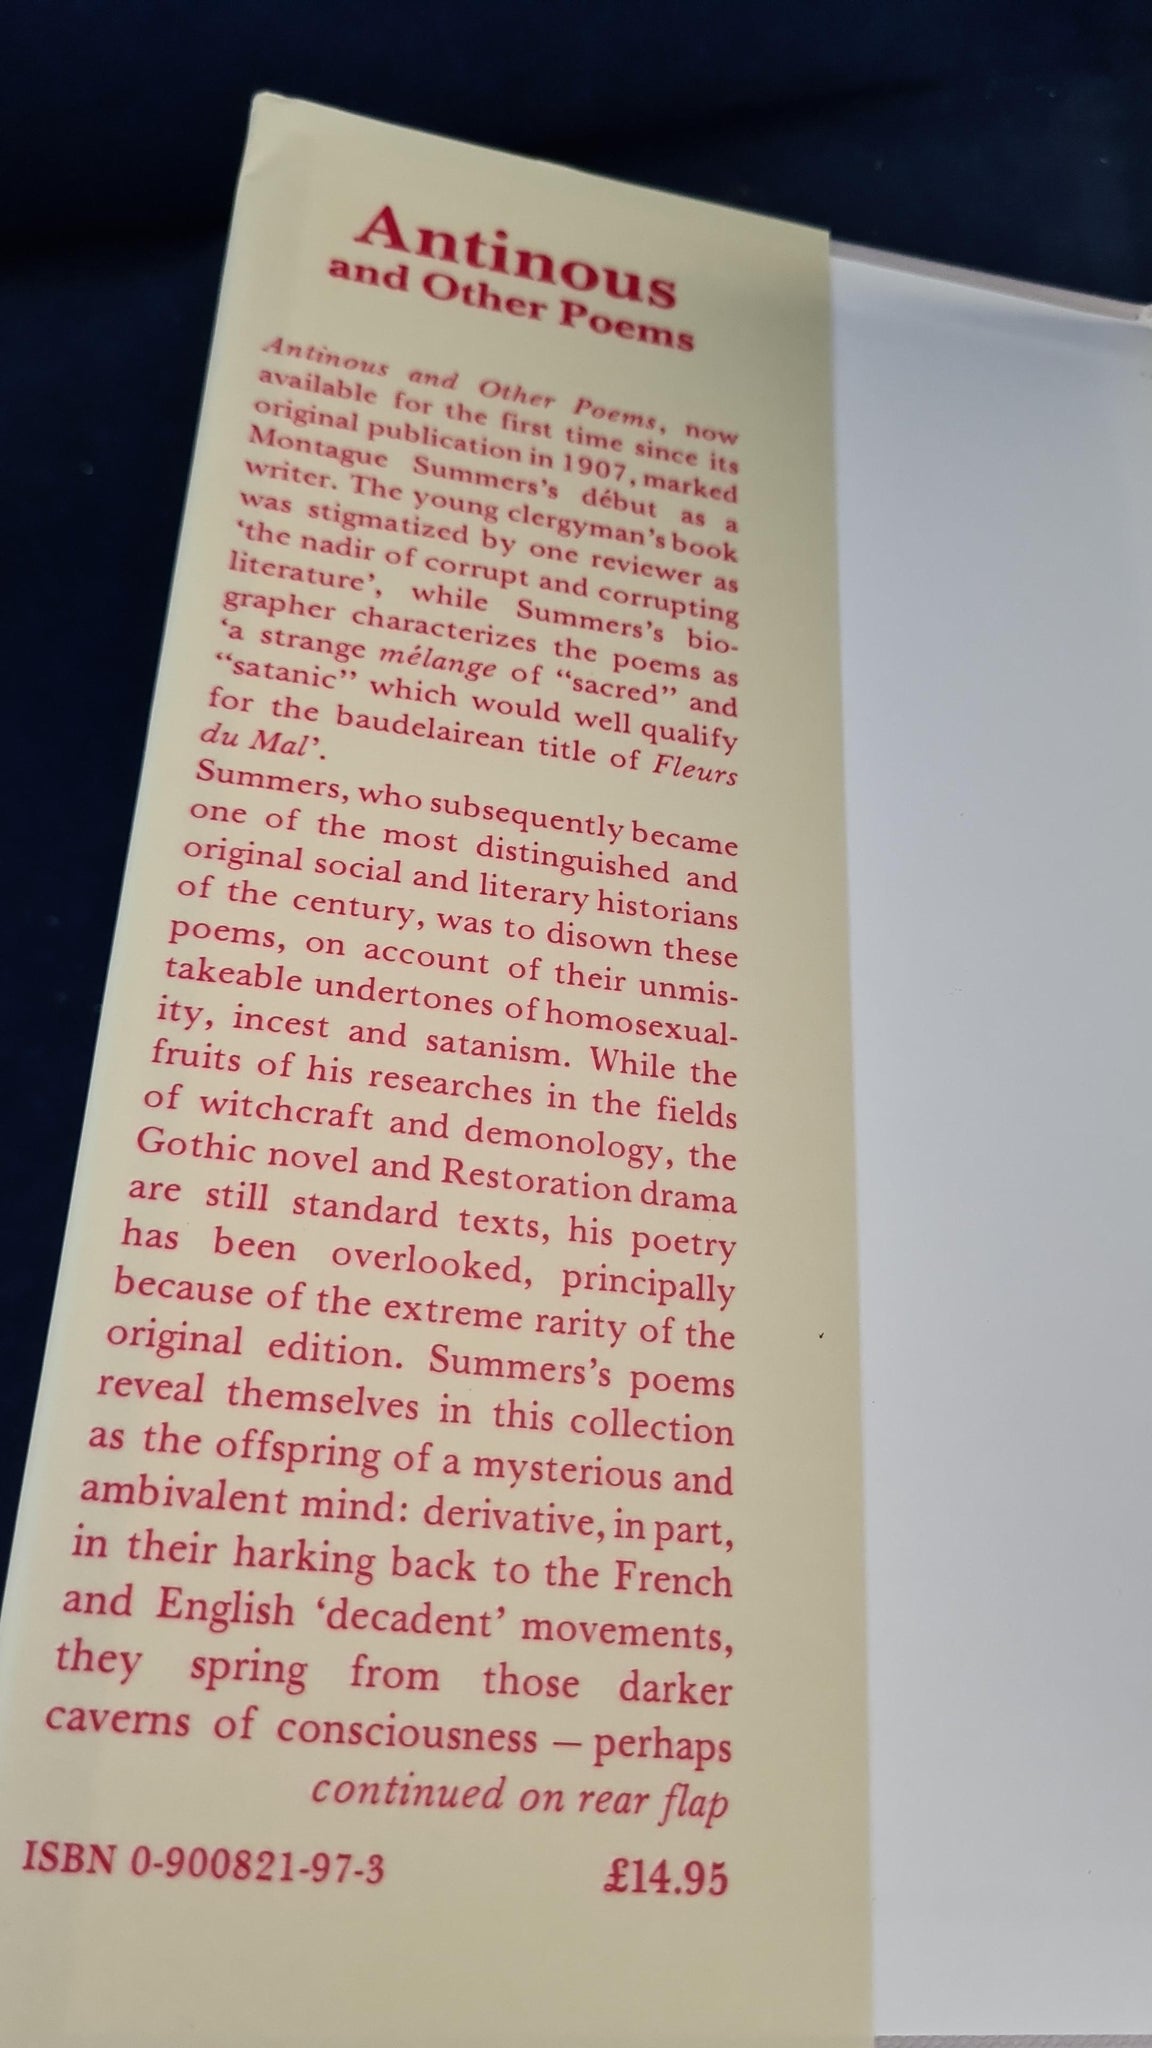 Antinous
and Other Poems
Antinous and Other Poems, now
available for the first time since its
original publication in 1907, marked
Montague Summers's début as a
writer. The young clergyman's book
was stigmatized by one reviewer as
‘the nadir of corrupt and corrupting
literature’, while Summers's bio-
grapher characterizes the poems as
‘a strange mélange of “sacred” and
“satanic” which would well qualify
for the baudelairean title of Fleurs
du Mal’.
Summers, who subsequently became
one of the most distinguished and
original social and literary historians
of the century, was to disown these
poems, on account of their unmis-
takeable undertones of homosexual-
ity, incest and satanism. While the
fruits of his researches in the fields
of witchcraft and demonology, the
Gothic novel and Restoration drama
are still standard texts, his poetry
has been overlooked, principally
because of the extreme rarity of the
original edition. Summers's poems
reveal themselves in this collection
as the offspring of a mysterious and
ambivalent mind: derivative, in part,
in their harking back to the French
and English ‘decadent’ movements,
they spring from those darker
caverns of consciousness — perhaps
continued on rear flap
ISBN 0-900821-97-3 £14.95